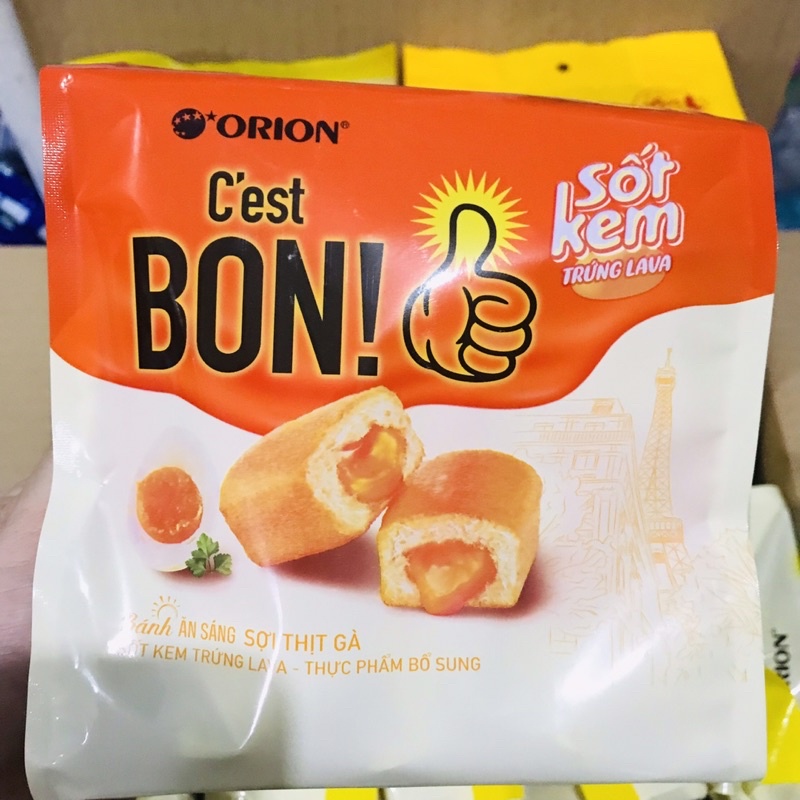 ORION®
C'est
BON!
sốt
kem
TRỨNG LAVA
Bánh ĂN SÁNG SỢI THỊT GÀ
SỐT KEM TRỨNG LAVA - THỰC PHẨM BỔ SUNG
ORION